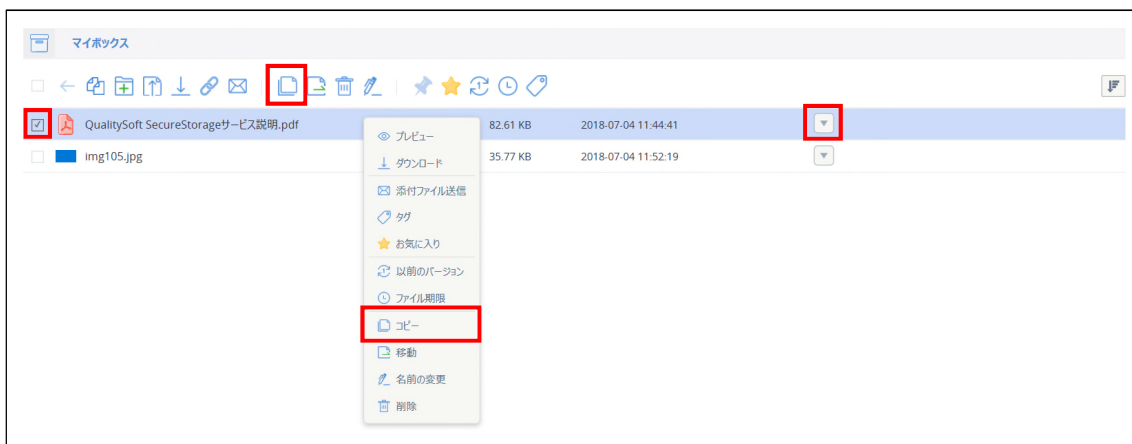 マイボックス
QualitySoft SecureStorageサービス説明.pdf 82.61 KB 2018-07-04 11:44:41
img105.jpg 35.77 KB 2018-07-04 11:52:19
プレビュー
ダウンロード
添付ファイル送信
タグ
お気に入り
以前のバージョン
ファイル期限
コピー
移動
名前の変更
削除